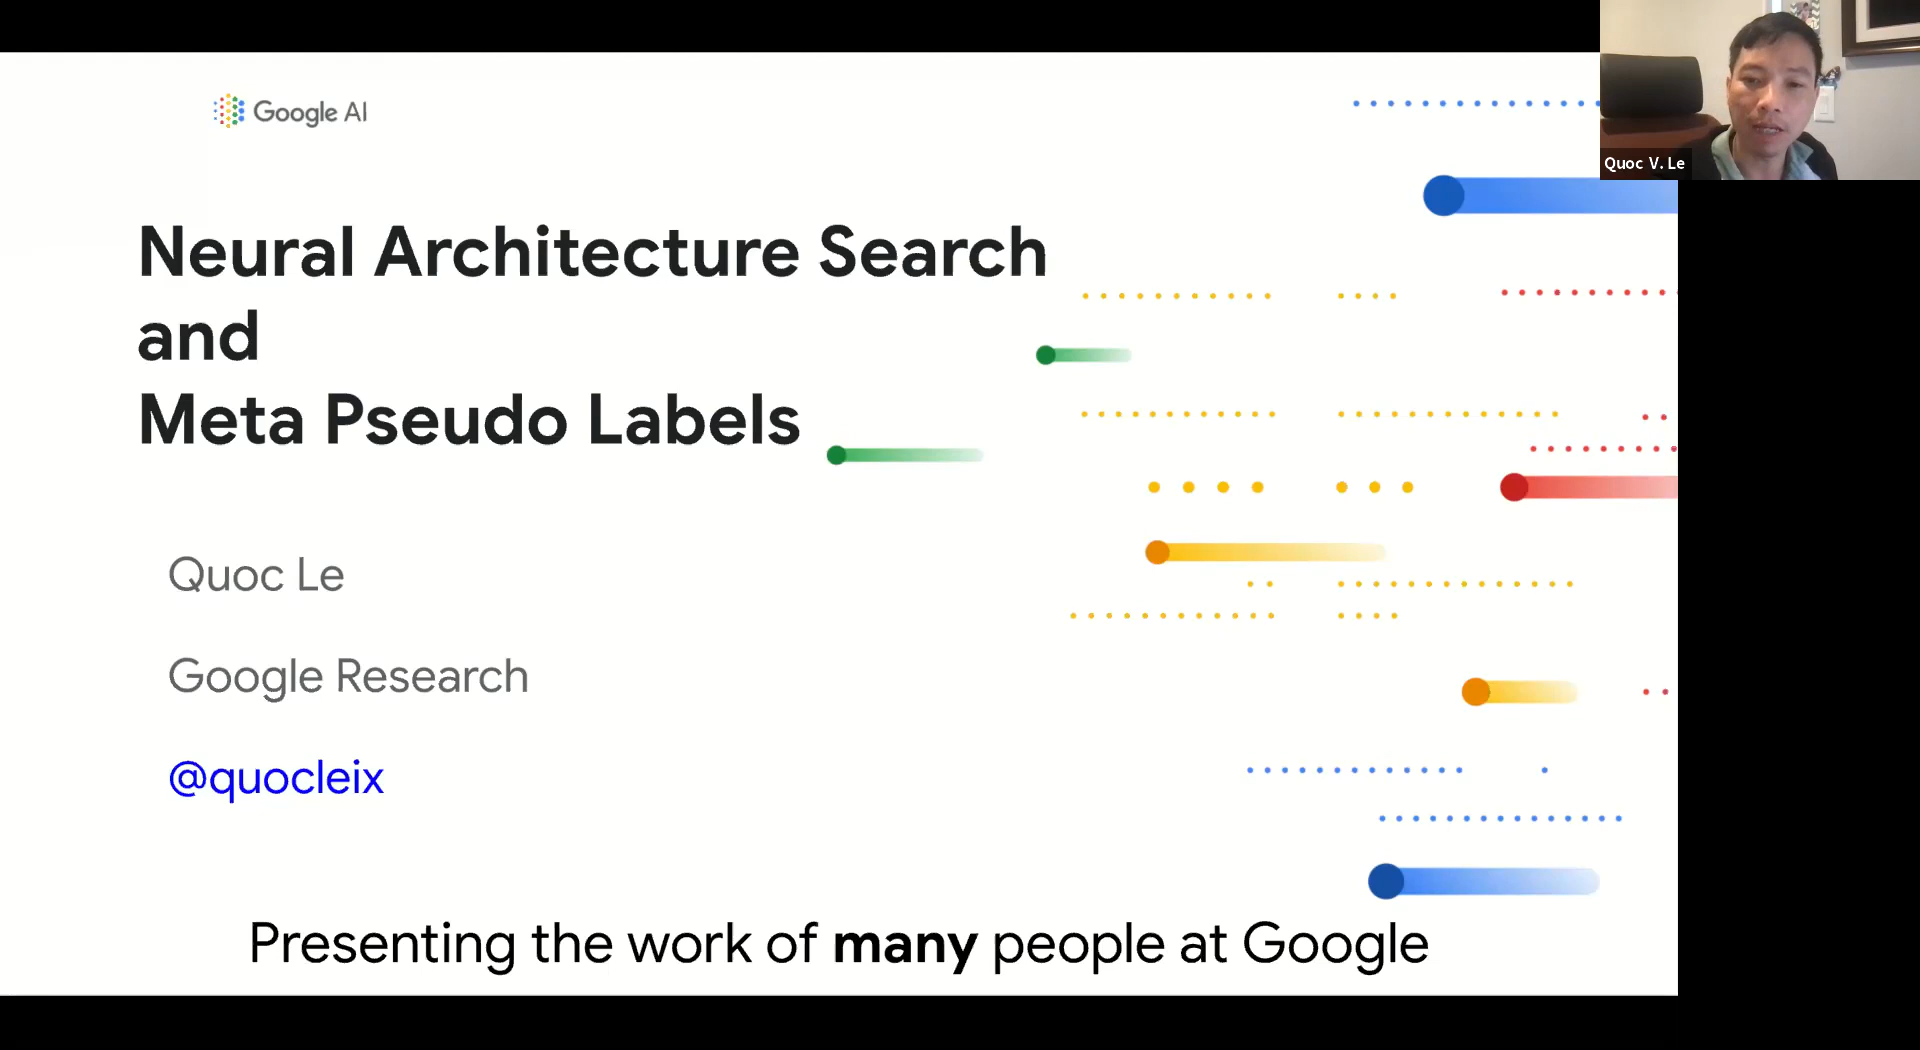 Google AI
Quoc V. Le
Neural Architecture Search
and
Meta Pseudo Labels
Quoc Le
Google Research
@quocleix
Presenting the work of many people at Google